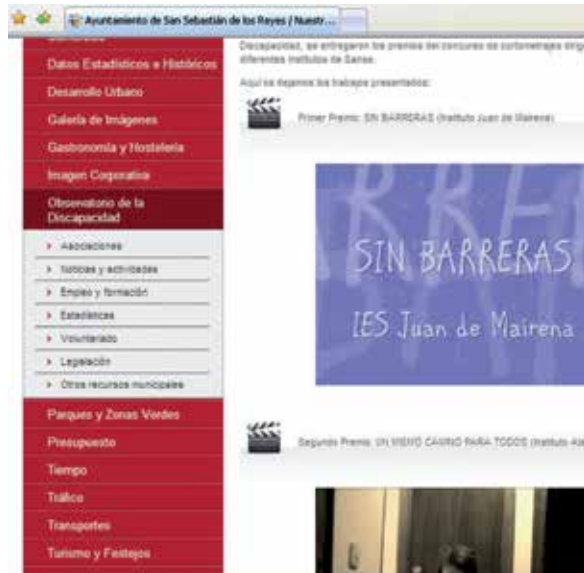 Ayuntamiento de San Sebastián de los Reyes / Nuestr...
Datos Estadísticos e Históricos
Desarrollo Urbano
Galería de Imágenes
Gastronomía y Hostelería
Imagen Corporativa
Observatorio de la
Discapacidad
Asociaciones
Noticias y actividades
Empleo y formación
Estadísticas
Voluntariado
Legislación
Otros recursos municipales
Parques y Zonas Verdes
Presupuesto
Tiempo
Tráfico
Transportes
Turismo y Festejos
Discapacidad, se entregaron los premios del concurso de cortometrajes dirig
diferentes Institutos de Sanse.
Aquí os dejamos los trabajos presentados:
Primer Premio: SIN BARRERAS (Instituto Juan de Mairena)
SIN BARRERAS
IES Juan de Mairena
Segundo Premio: UN MISMO CAMINO PARA TODOS (Instituto